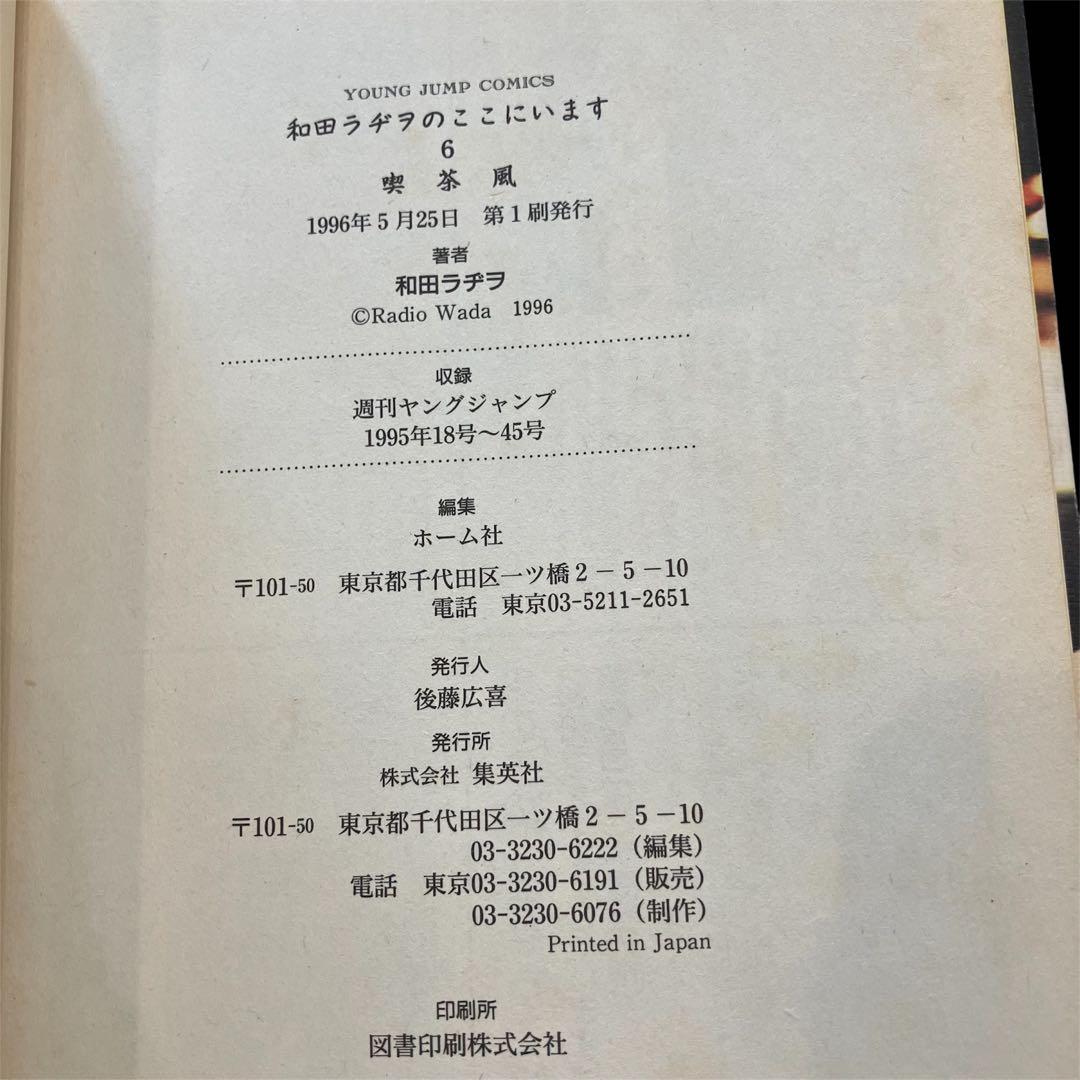 YOUNG JUMP COMICS
和田ラヂヲのここにいます
6
喫茶風
1996年5月25日　第1刷発行
著者
和田ラヂヲ
©Radio Wada　1996
収録
週刊ヤングジャンプ
1995年18号〜45号
編集
ホーム社
〒101-50　東京都千代田区一ツ橋2－5－10
電話　東京03-5211-2651
発行人
後藤広喜
発行所
株式会社 集英社
〒101-50　東京都千代田区一ツ橋2－5－10
03-3230-6222（編集）
電話　東京03-3230-6191（販売）
03-3230-6076（制作）
Printed in Japan
印刷所
図書印刷株式会社